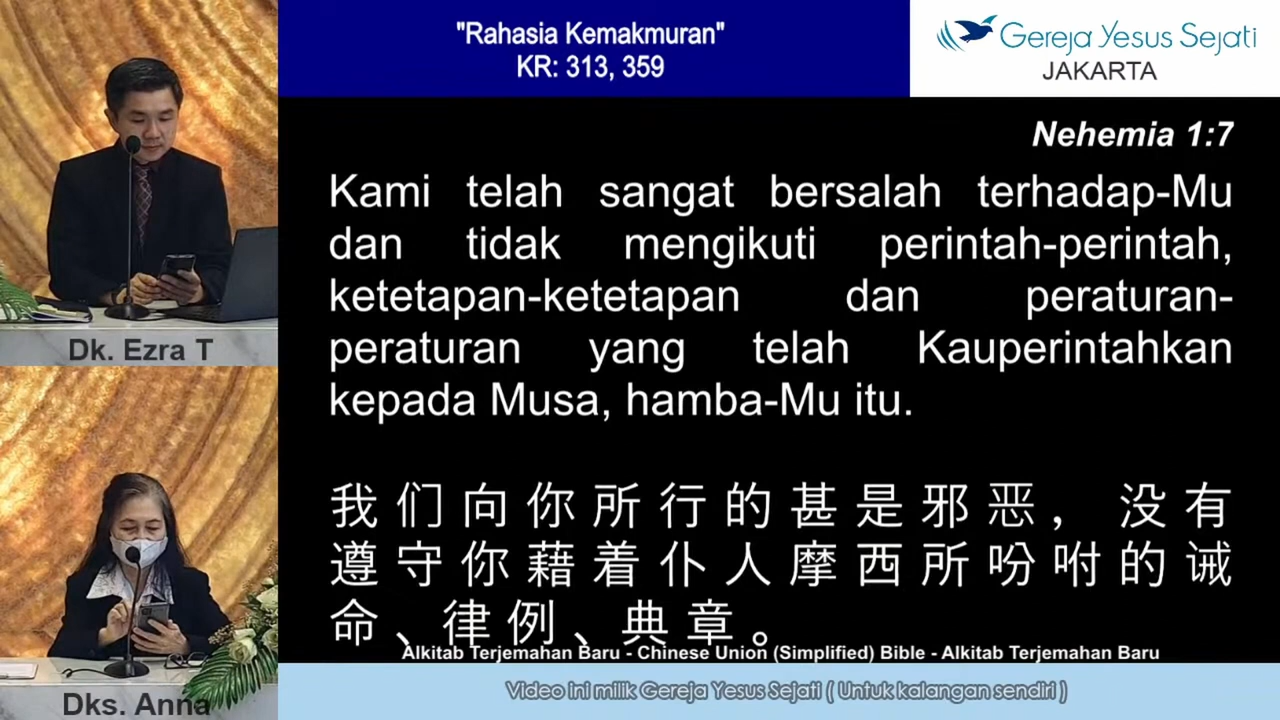 "Rahasia Kemakmuran"
KR: 313, 359
Gereja Yesus Sejati
JAKARTA
Nehemia 1:7
Kami telah sangat bersalah terhadap-Mu
dan tidak mengikuti perintah-perintah,
ketetapan-ketetapan dan peraturan-
peraturan yang telah Kauperintahkan
kepada Musa, hamba-Mu itu.
我们向你所行的甚是邪恶，没有
遵守你藉着仆人摩西所吩咐的诫
命、律例、典章。
Alkitab Terjemahan Baru - Chinese Union (Simplified) Bible - Alkitab Terjemahan Baru
Video ini milik Gereja Yesus Sejati ( Untuk kalangan sendiri )
Dk. Ezra T
Dks. Anna